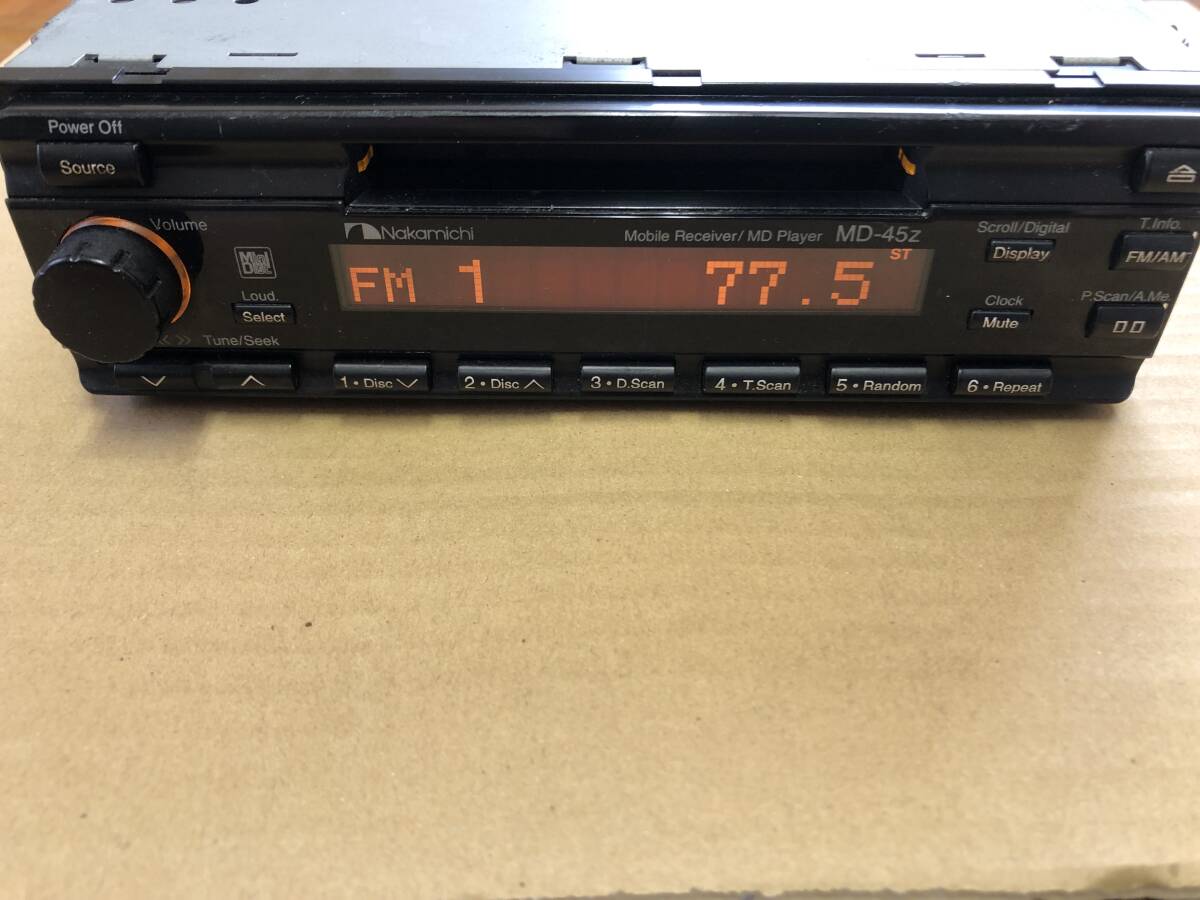 Power Off
Source
Volume
Nakamichi
Mobile Receiver/ MD Player MD-45z
Mini Disc
Loud.
Select
FM 1 77.5
ST
Scroll/Digital
Display
T.Info.
FM/AM
Clock
Mute
P.Scan/A.Me.
Tune/Seek
1 • Disc
2 • Disc
3 • D.Scan
4 • T.Scan
5 • Random
6 • Repeat